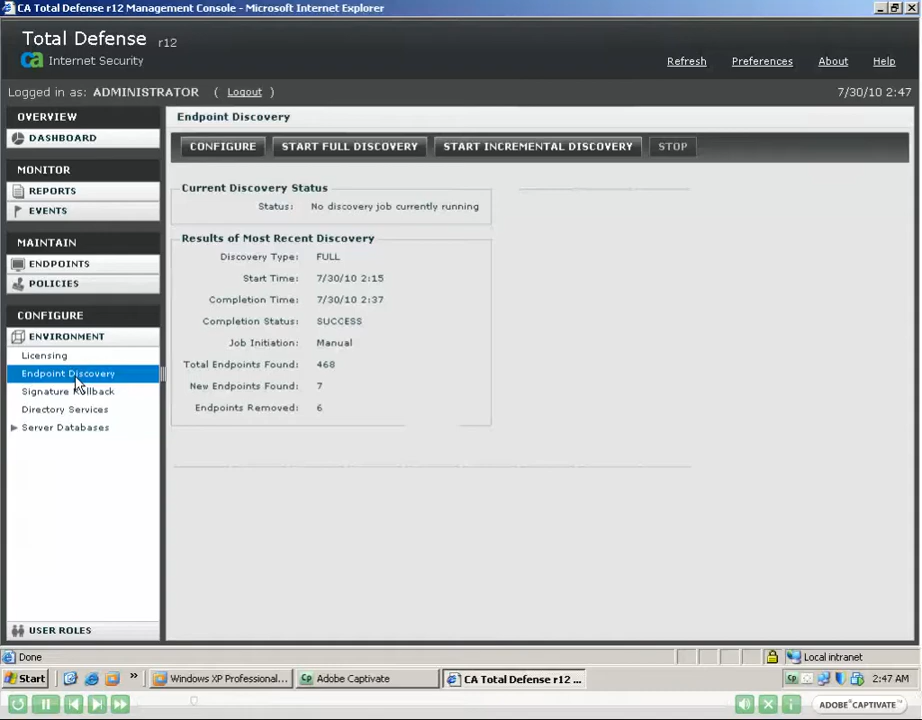 CA Total Defense r12 Management Console - Microsoft Internet Explorer
Total Defense r12
ca Internet Security
Refresh Preferences About Help
Logged in as: ADMINISTRATOR ( Logout ) 7/30/10 2:47
OVERVIEW
DASHBOARD
MONITOR
REPORTS
EVENTS
MAINTAIN
ENDPOINTS
POLICIES
CONFIGURE
ENVIRONMENT
Licensing
Endpoint Discovery
Signature
Directory Services
Server Databases
USER ROLES
Endpoint Discovery
CONFIGURE START FULL DISCOVERY START INCREMENTAL DISCOVERY STOP
Current Discovery Status
Status: No discovery job currently running
Results of Most Recent Discovery
Discovery Type: FULL
Start Time: 7/30/10 2:15
Completion Time: 7/30/10 2:37
Completion Status: SUCCESS
Job Initiation: Manual
Total Endpoints Found: 468
New Endpoints Found: 7
Endpoints Removed: 6
Done Local intranet
Start Windows XP Professional... Adobe Captivate CA Total Defense r12 ... 2:47 AM
ADOBE CAPTIVATE